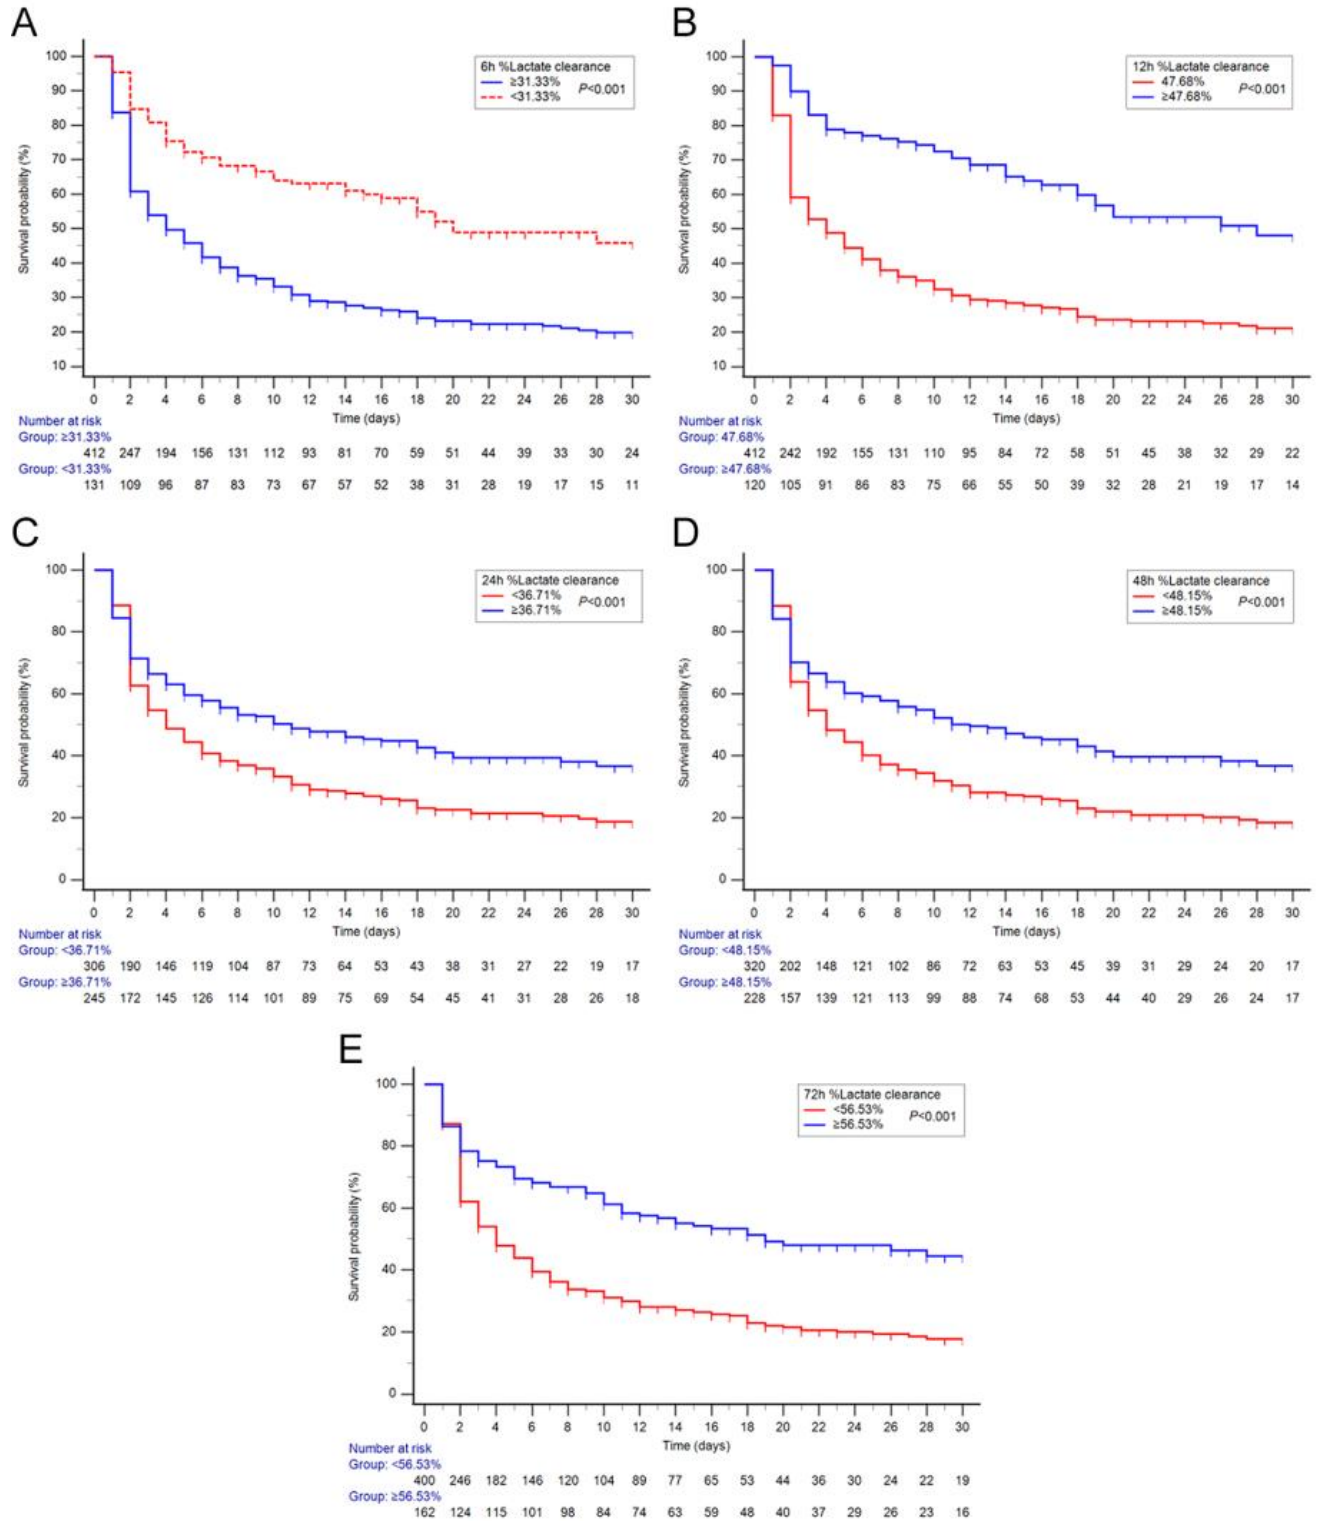 A
6h %Lactate clearance
≥31.33%
<31.33%
P<0.001
Survival probability (%)
100
90
80
70
60
50
40
30
20
10
0 2 4 6 8 10 12 14 16 18 20 22 24 26 28 30
Time (days)
Number at risk
Group: ≥31.33%
412 247 194 156 131 112 93 81 70 59 51 44 39 33 30 24
Group: <31.33%
131 109 96 87 83 73 67 57 52 38 31 28 19 17 15 11
B
12h %Lactate clearance
47.68%
≥47.68%
P<0.001
Survival probability (%)
100
90
80
70
60
50
40
30
20
10
0 2 4 6 8 10 12 14 16 18 20 22 24 26 28 30
Time (days)
Number at risk
Group: 47.68%
412 242 192 155 131 110 95 84 72 58 51 45 38 32 29 22
Group: ≥47.68%
120 105 91 86 83 75 66 55 50 39 32 28 21 19 17 14
C
24h %Lactate clearance
<36.71%
≥36.71%
P<0.001
Survival probability (%)
100
80
60
40
20
0
0 2 4 6 8 10 12 14 16 18 20 22 24 26 28 30
Time (days)
Number at risk
Group: <36.71%
306 190 146 119 104 87 73 64 53 43 38 31 27 22 19 17
Group: ≥36.71%
245 172 145 126 114 101 89 75 69 54 45 41 31 28 26 18
D
48h %Lactate clearance
<48.15%
≥48.15%
P<0.001
Survival probability (%)
100
80
60
40
20
0
0 2 4 6 8 10 12 14 16 18 20 22 24 26 28 30
Time (days)
Number at risk
Group: <48.15%
320 202 148 121 102 86 72 63 53 45 39 31 29 24 20 17
Group: ≥48.15%
228 157 139 121 113 99 88 74 68 53 44 40 29 26 24 17
E
72h %Lactate clearance
<56.53%
≥56.53%
P<0.001
Survival probability (%)
100
80
60
40
20
0
0 2 4 6 8 10 12 14 16 18 20 22 24 26 28 30
Time (days)
Number at risk
Group: <56.53%
400 246 182 146 120 104 89 77 65 53 44 36 30 24 22 19
Group: ≥56.53%
162 124 115 101 98 84 74 63 59 48 40 37 29 26 23 16